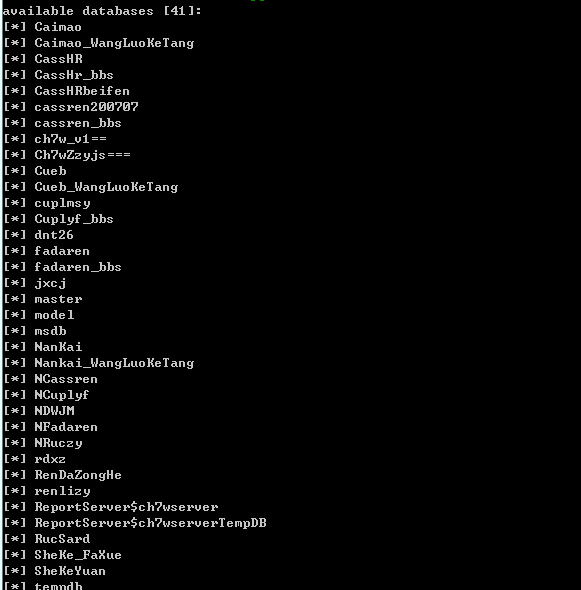 available databases [41]:
[*] Caimao
[*] Caimao_WangLuoKeTang
[*] CassHR
[*] CassHr_bbs
[*] CassHRbeifen
[*] cassren200707
[*] cassren_bbs
[*] ch7w_v1==
[*] Ch7wZzyjs===
[*] Cueb
[*] Cueb_WangLuoKeTang
[*] cuplmsy
[*] Cuplyf_bbs
[*] dnt26
[*] fadaren
[*] fadaren_bbs
[*] jxcj
[*] master
[*] model
[*] msdb
[*] NanKai
[*] Nankai_WangLuoKeTang
[*] NCassren
[*] NCuplyf
[*] NDWJM
[*] NFadaren
[*] NRuczy
[*] rdxz
[*] RenDaZongHe
[*] renlizy
[*] ReportServer$ch7wserver
[*] ReportServer$ch7wserverTempDB
[*] RucSard
[*] SheKe_FaXue
[*] SheKeYuan
[*] tempdb